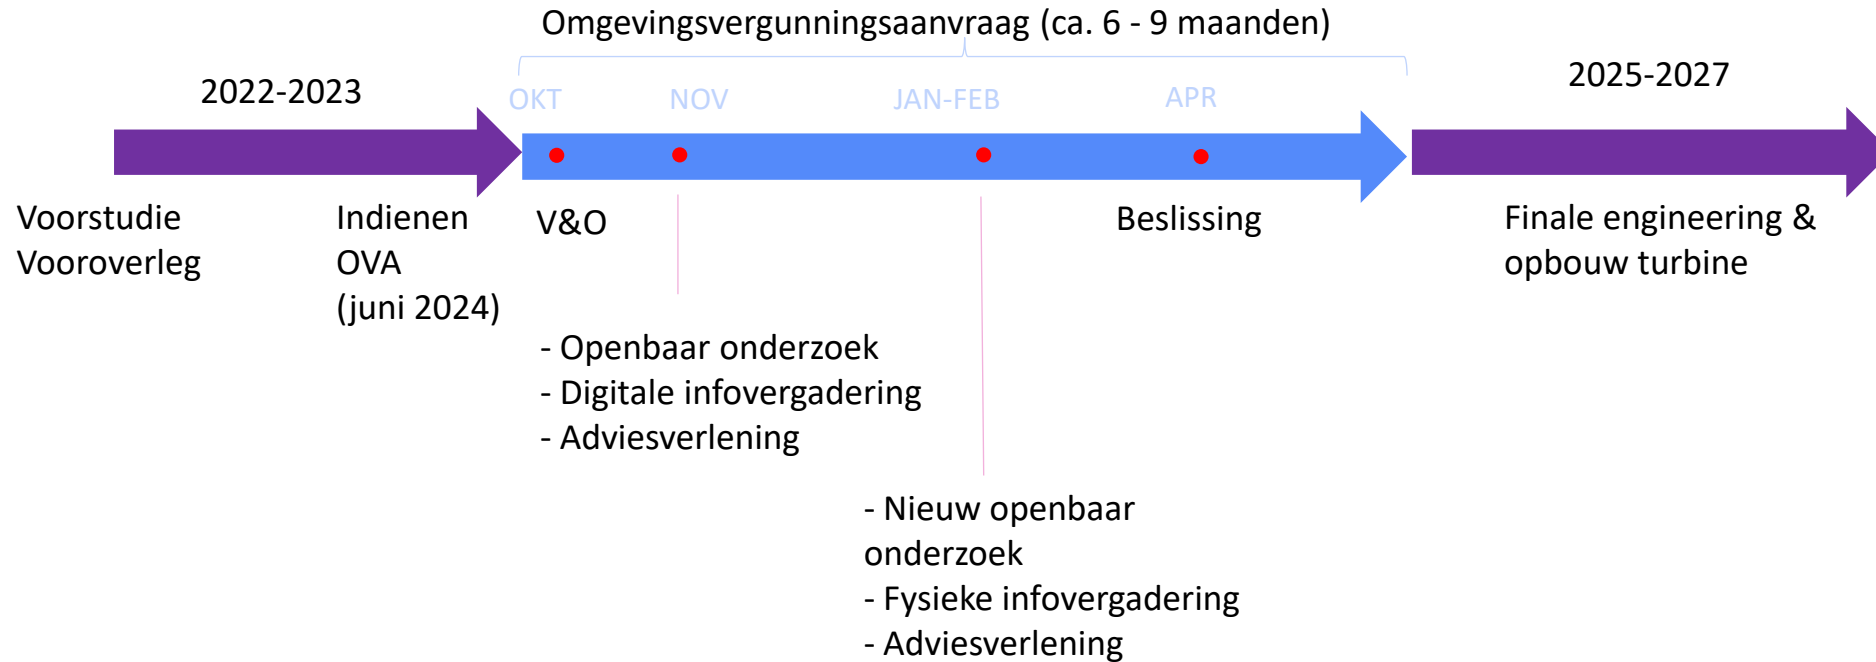 Omgevingsvergunningsaanvraag (ca. 6 - 9 maanden)
2022-2023
2025-2027
OKT
NOV
JAN-FEB
APR
Voorstudie
Vooroverleg
Indienen
OVA
(juni 2024)
V&O
Beslissing
Finale engineering &
opbouw turbine
- Openbaar onderzoek
- Digitale infovergadering
- Adviesverlening
- Nieuw openbaar
onderzoek
- Fysieke infovergadering
- Adviesverlening